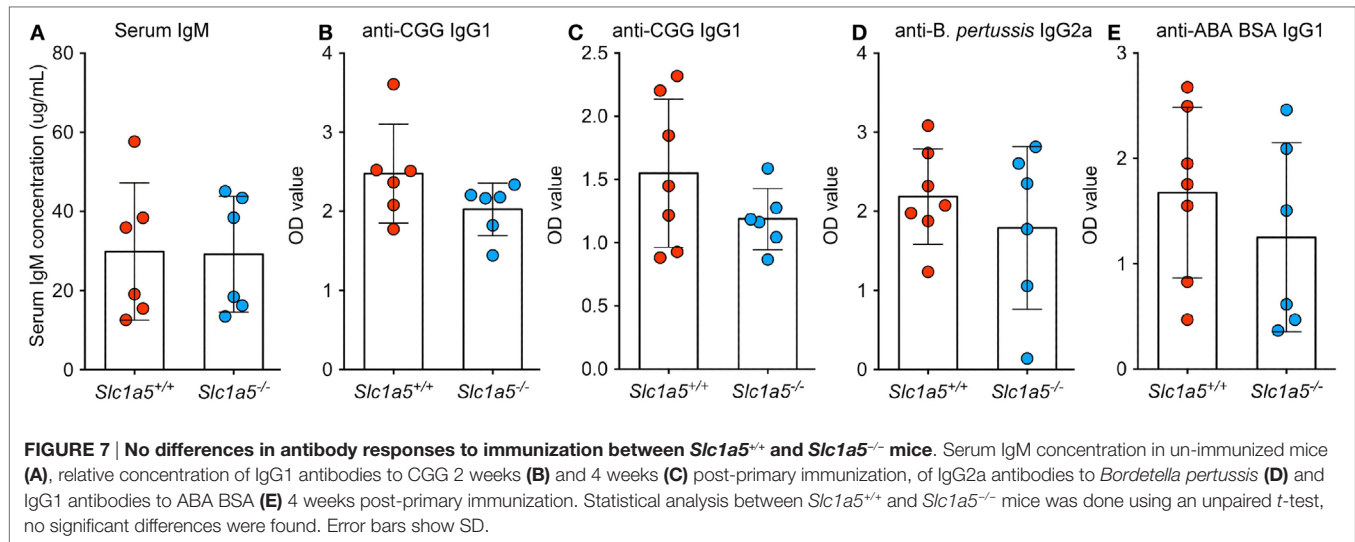 A Serum IgM
B anti-CGG IgG1
C anti-CGG IgG1
D anti-B. pertussis IgG2a
E anti-ABA BSA IgG1
Serum IgM concentration (ug/mL)
80
60
40
20
0
Slc1a5+/+ Slc1a5-/-
OD value
4
3
2
1
0
Slc1a5+/+ Slc1a5-/-
OD value
2.5
2.0
1.5
1.0
0.5
0.0
Slc1a5+/+ Slc1a5-/-
OD value
4
3
2
1
0
Slc1a5+/+ Slc1a5-/-
OD value
3
2
1
0
Slc1a5+/+ Slc1a5-/-
FIGURE 7 | No differences in antibody responses to immunization between Slc1a5+/+ and Slc1a5−/− mice. Serum IgM concentration in un-immunized mice
(A), relative concentration of IgG1 antibodies to CGG 2 weeks (B) and 4 weeks (C) post-primary immunization, of IgG2a antibodies to Bordetella pertussis (D) and
IgG1 antibodies to ABA BSA (E) 4 weeks post-primary immunization. Statistical analysis between Slc1a5+/+ and Slc1a5−/− mice was done using an unpaired t-test,
no significant differences were found. Error bars show SD.